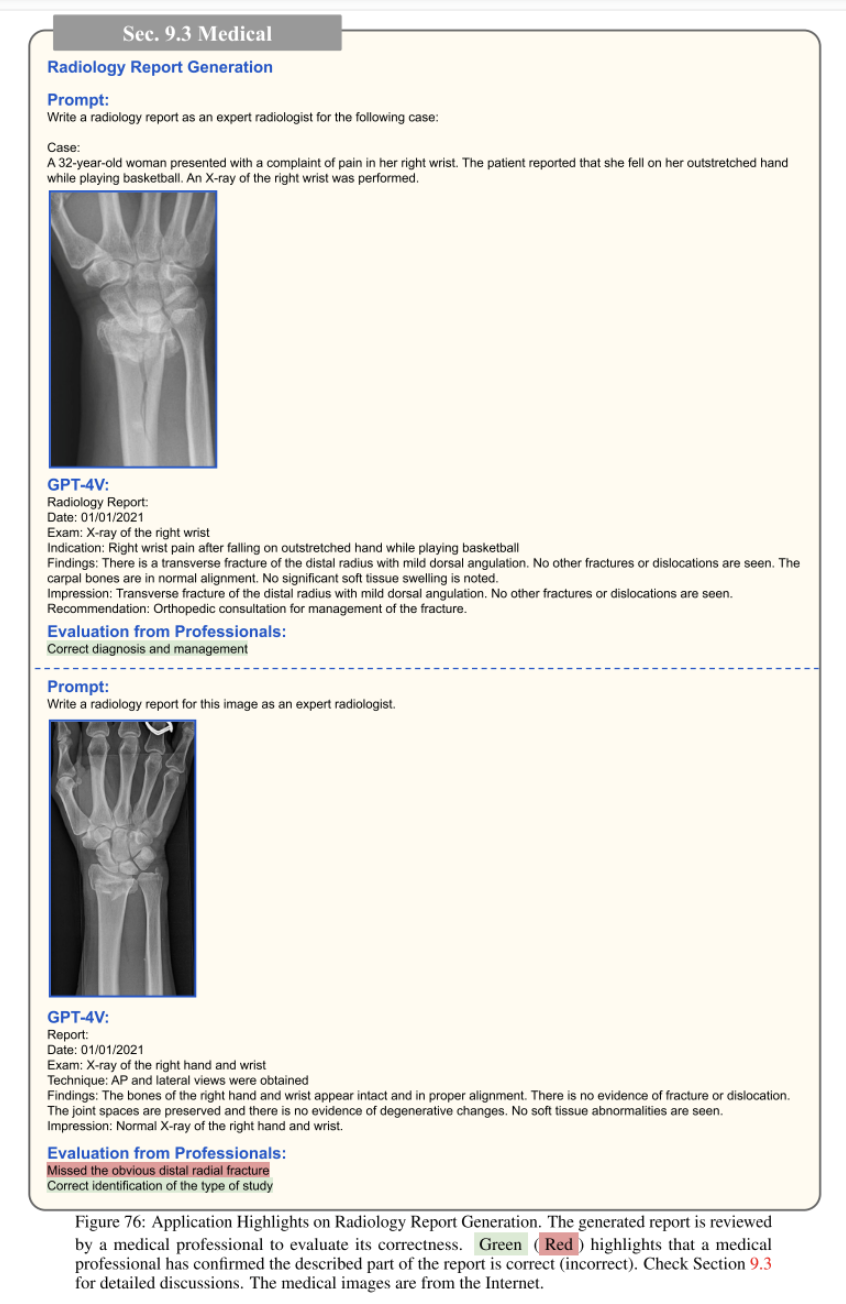 Sec. 9.3 Medical
Radiology Report Generation
Prompt:
Write a radiology report as an expert radiologist for the following case:
Case:
A 32-year-old woman presented with a complaint of pain in her right wrist. The patient reported that she fell on her outstretched hand
while playing basketball. An X-ray of the right wrist was performed.
GPT-4V:
Radiology Report:
Date: 01/01/2021
Exam: X-ray of the right wrist
Indication: Right wrist pain after falling on outstretched hand while playing basketball
Findings: There is a transverse fracture of the distal radius with mild dorsal angulation. No other fractures or dislocations are seen. The
carpal bones are in normal alignment. No significant soft tissue swelling is noted.
Impression: Transverse fracture of the distal radius with mild dorsal angulation. No other fractures or dislocations are seen.
Recommendation: Orthopedic consultation for management of the fracture.
Evaluation from Professionals:
Correct diagnosis and management
Prompt:
Write a radiology report for this image as an expert radiologist.
GPT-4V:
Report:
Date: 01/01/2021
Exam: X-ray of the right hand and wrist
Technique: AP and lateral views were obtained
Findings: The bones of the right hand and wrist appear intact and in proper alignment. There is no evidence of fracture or dislocation.
The joint spaces are preserved and there is no evidence of degenerative changes. No soft tissue abnormalities are seen.
Impression: Normal X-ray of the right hand and wrist.
Evaluation from Professionals:
Missed the obvious distal radial fracture
Correct identification of the type of study
Figure 76: Application Highlights on Radiology Report Generation. The generated report is reviewed
by a medical professional to evaluate its correctness. Green (Red) highlights that a medical
professional has confirmed the described part of the report is correct (incorrect). Check Section 9.3
for detailed discussions. The medical images are from the Internet.